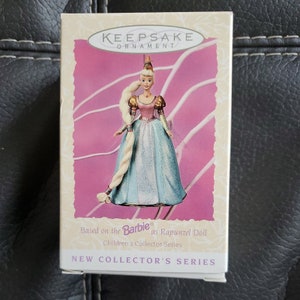 KEEPSAKE
ORNAMENT
Based on the Barbie as Rapunzel Doll
Children's Collector Series
NEW COLLECTOR'S SERIES